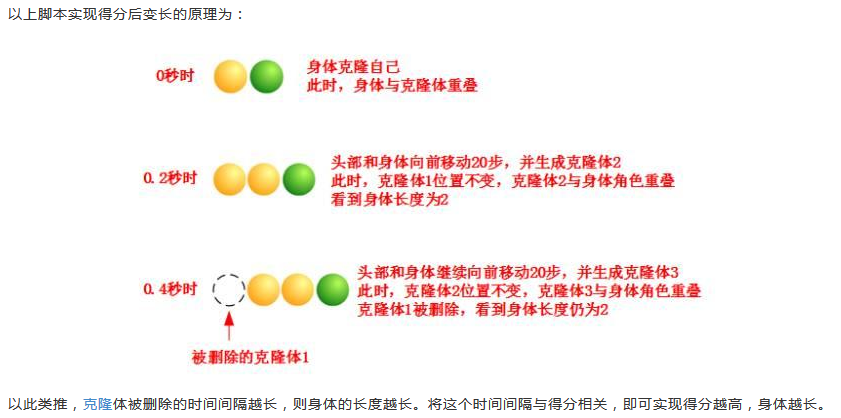 以上脚本实现得分后变长的原理为：
0秒时
身体克隆自己
此时，身体与克隆体重叠
0.2秒时
头部和身体向前移动20步，并生成克隆体2
此时，克隆体1位置不变，克隆体2与身体角色重叠
看到身体长度为2
0.4秒时
头部和身体继续向前移动20步，并生成克隆体3
此时，克隆体2位置不变，克隆体3与身体角色重叠
克隆体1被删除，看到身体长度仍为2
被删除的克隆体1
以此类推，克隆体被删除的时间间隔越长，则身体的长度越长。将这个时间间隔与得分相关，即可实现得分越高，身体越长。